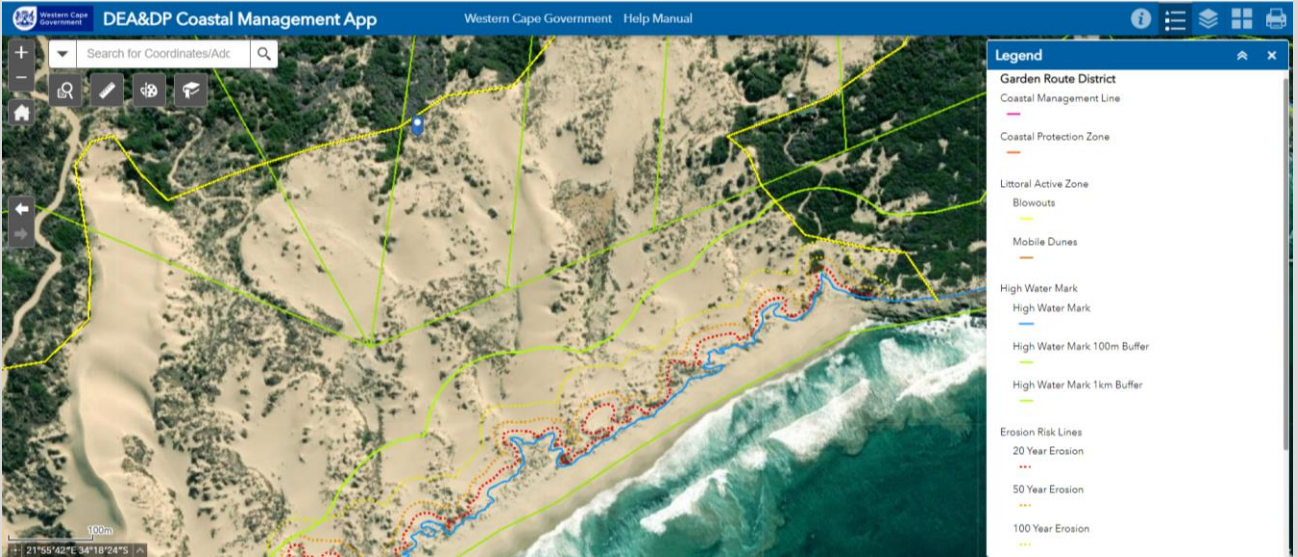 Western Cape
Government
DEA&DP Coastal Management App
Western Cape Government Help Manual
Search for Coordinates/Adc
Legend
Garden Route District
Coastal Management Line
Coastal Protection Zone
Littoral Active Zone
Blowouts
Mobile Dunes
High Water Mark
High Water Mark
High Water Mark 100m Buffer
High Water Mark 1km Buffer
Erosion Risk Lines
20 Year Erosion
50 Year Erosion
100 Year Erosion
100m
21°55'42"E 34°18'24"S